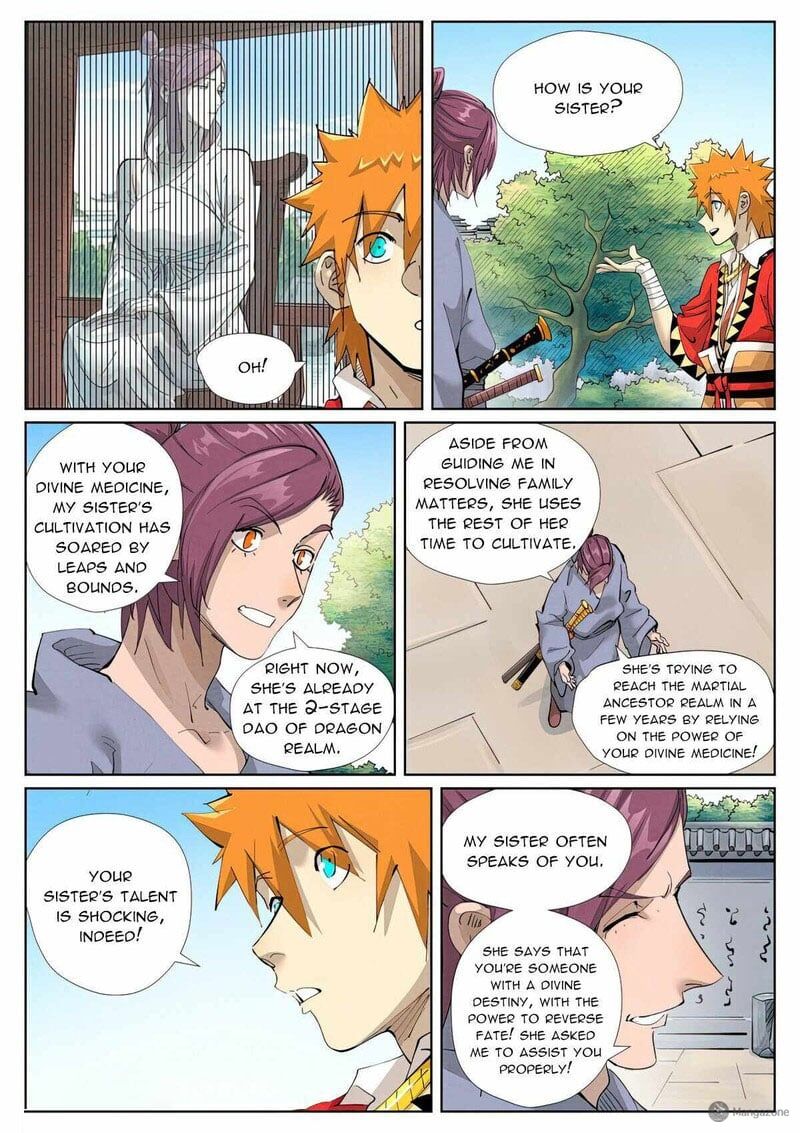 OH!
HOW IS YOUR
SISTER?
WITH YOUR
DIVINE MEDICINE,
MY SISTER'S
CULTIVATION HAS
SOARED BY
LEAPS AND
BOUNDS.
RIGHT NOW,
SHE'S ALREADY
AT THE 2-STAGE
DAO OF DRAGON
REALM.
ASIDE FROM
GUIDING ME IN
RESOLVING FAMILY
MATTERS, SHE USES
THE REST OF HER
TIME TO CULTIVATE.
SHE'S TRYING TO
REACH THE MARTIAL
ANCESTOR REALM IN
A FEW YEARS BY RELYING
ON THE POWER OF
YOUR DIVINE MEDICINE!
YOUR
SISTER'S TALENT
IS SHOCKING,
INDEED!
MY SISTER OFTEN
SPEAKS OF YOU.
SHE SAYS THAT
YOU'RE SOMEONE
WITH A DIVINE
DESTINY, WITH THE
POWER TO REVERSE
FATE! SHE ASKED
ME TO ASSIST YOU
PROPERLY!
Mangazone